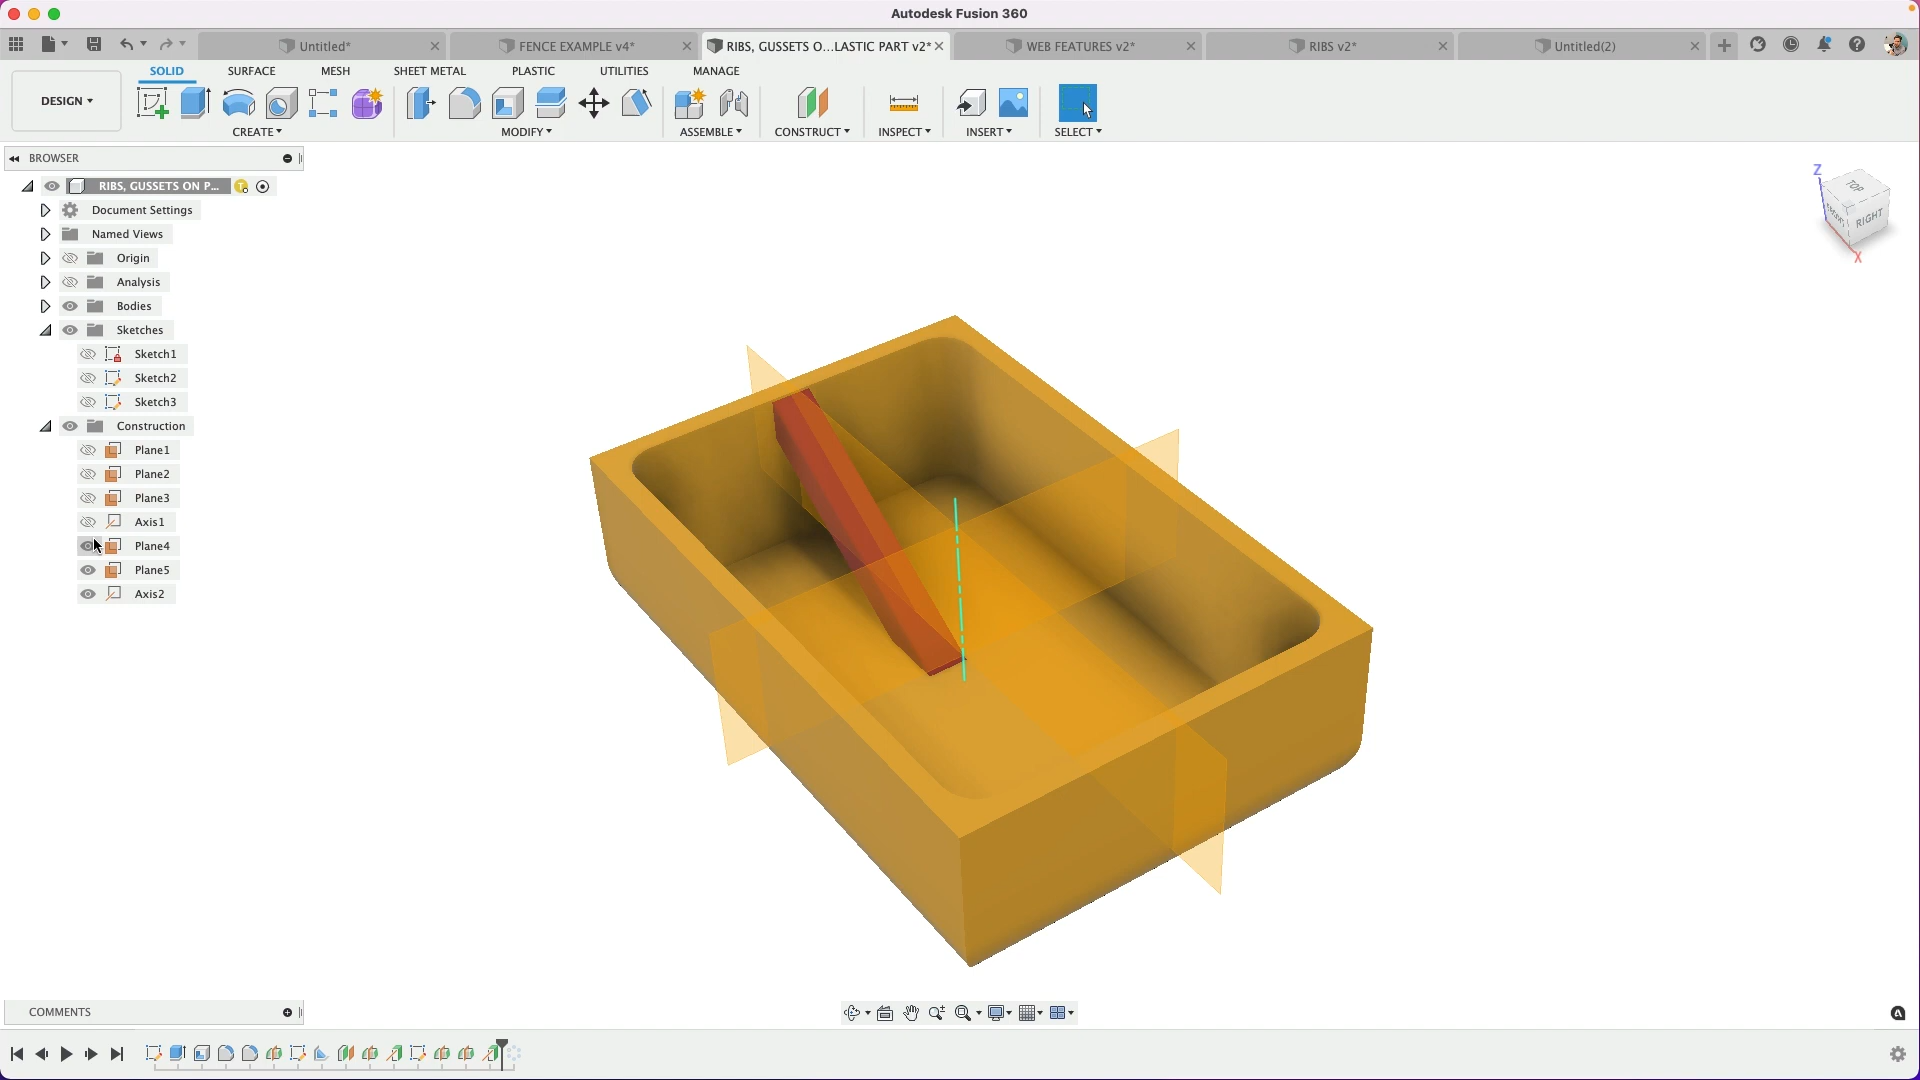 Autodesk Fusion 360
Untitled*
FENCE EXAMPLE v4*
RIBS, GUSSETS O...LASTIC PART v2*
WEB FEATURES v2*
RIBS v2*
Untitled(2)
SOLID
SURFACE
MESH
SHEET METAL
PLASTIC
UTILITIES
MANAGE
DESIGN
CREATE
MODIFY
ASSEMBLE
CONSTRUCT
INSPECT
INSERT
SELECT
BROWSER
RIBS, GUSSETS ON P...
Document Settings
Named Views
Origin
Analysis
Bodies
Sketches
Sketch1
Sketch2
Sketch3
Construction
Plane1
Plane2
Plane3
Axis1
Plane4
Plane5
Axis2
Z
TOP
RIGHT
X
COMMENTS